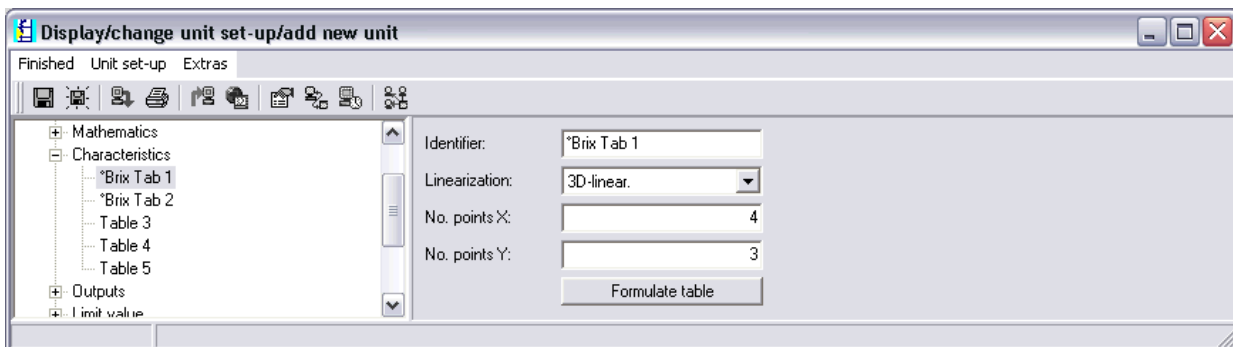 Display/change unit set-up/add new unit
Finished Unit set-up Extras
Mathematics
Characteristics
°Brix Tab 1
°Brix Tab 2
Table 3
Table 4
Table 5
Outputs
Limit value
Identifier: °Brix Tab 1
Linearization: 3D-linear.
No. points X: 4
No. points Y: 3
Formulate table